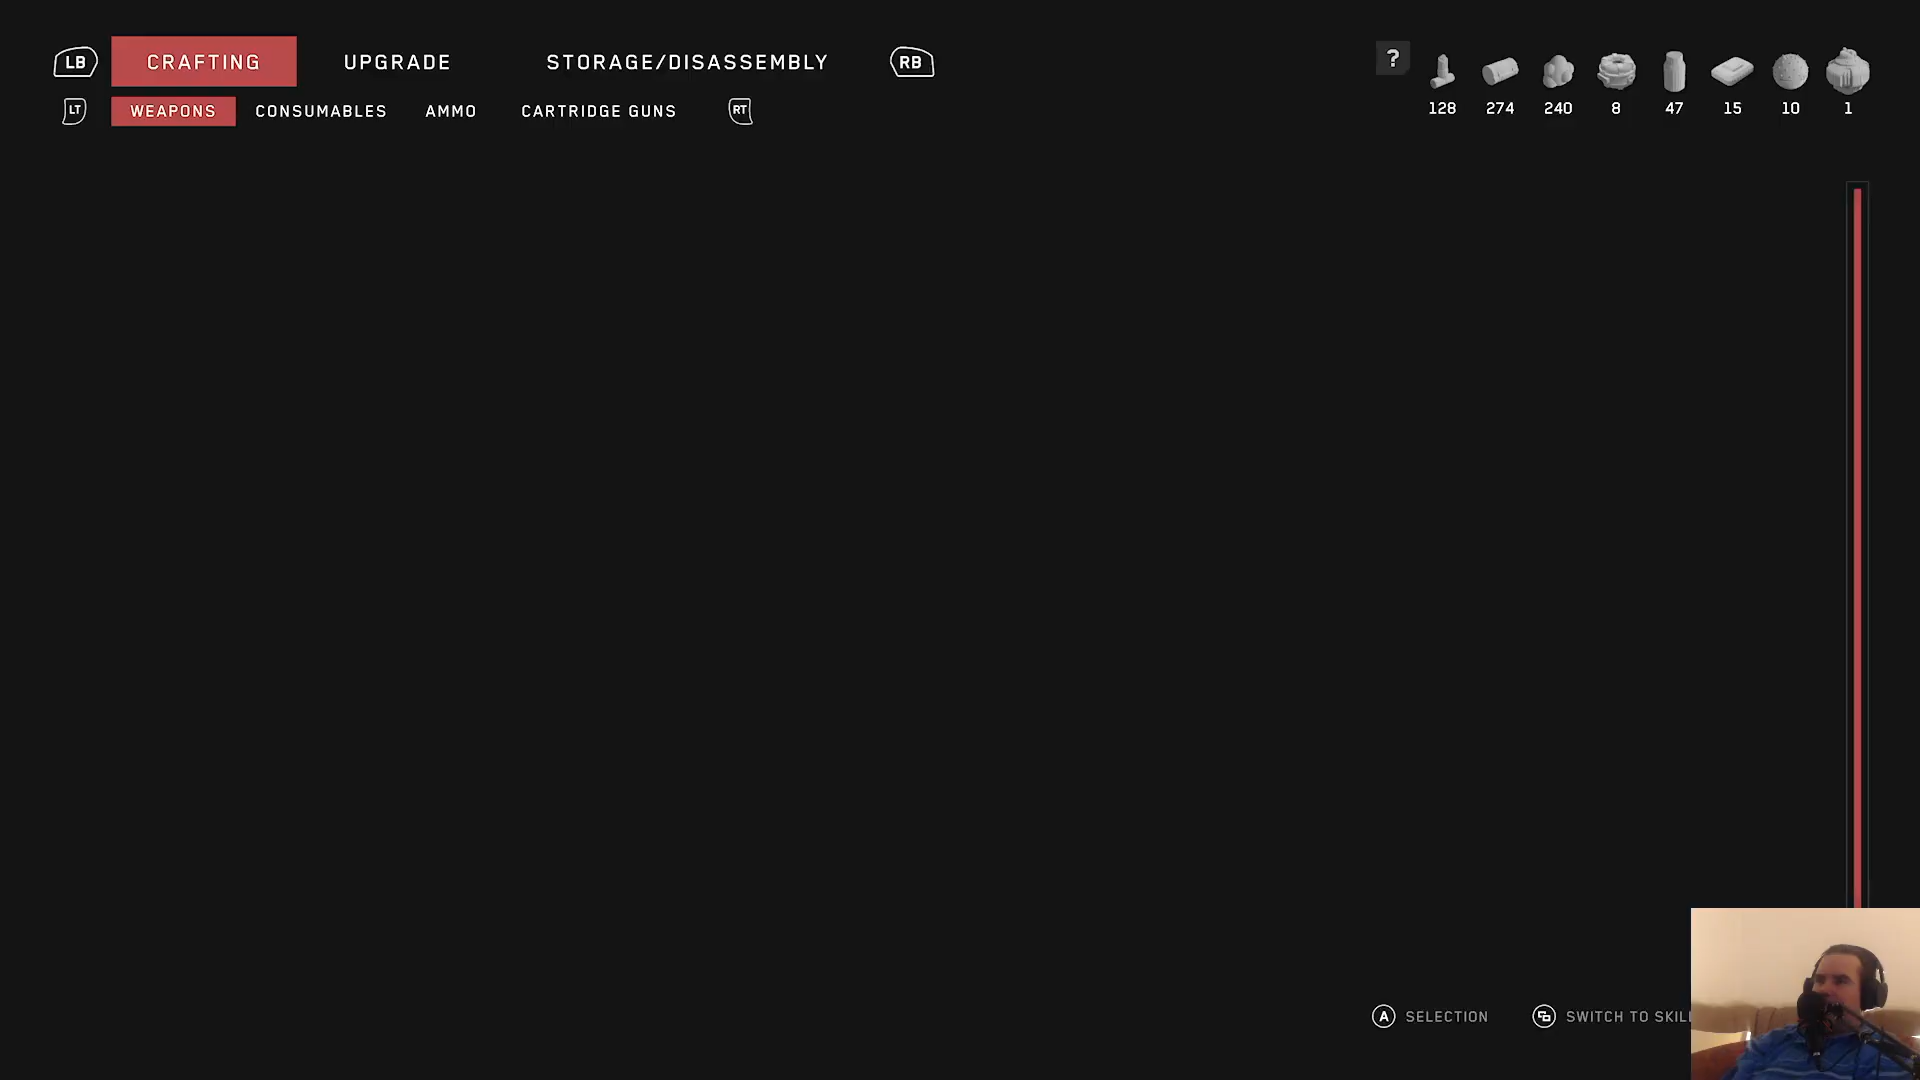 LB CRAFTING UPGRADE STORAGE/DISASSEMBLY RB ?
LT WEAPONS CONSUMABLES AMMO CARTRIDGE GUNS RT
128 274 240 8 47 15 10 1
A SELECTION SWITCH TO SKILL